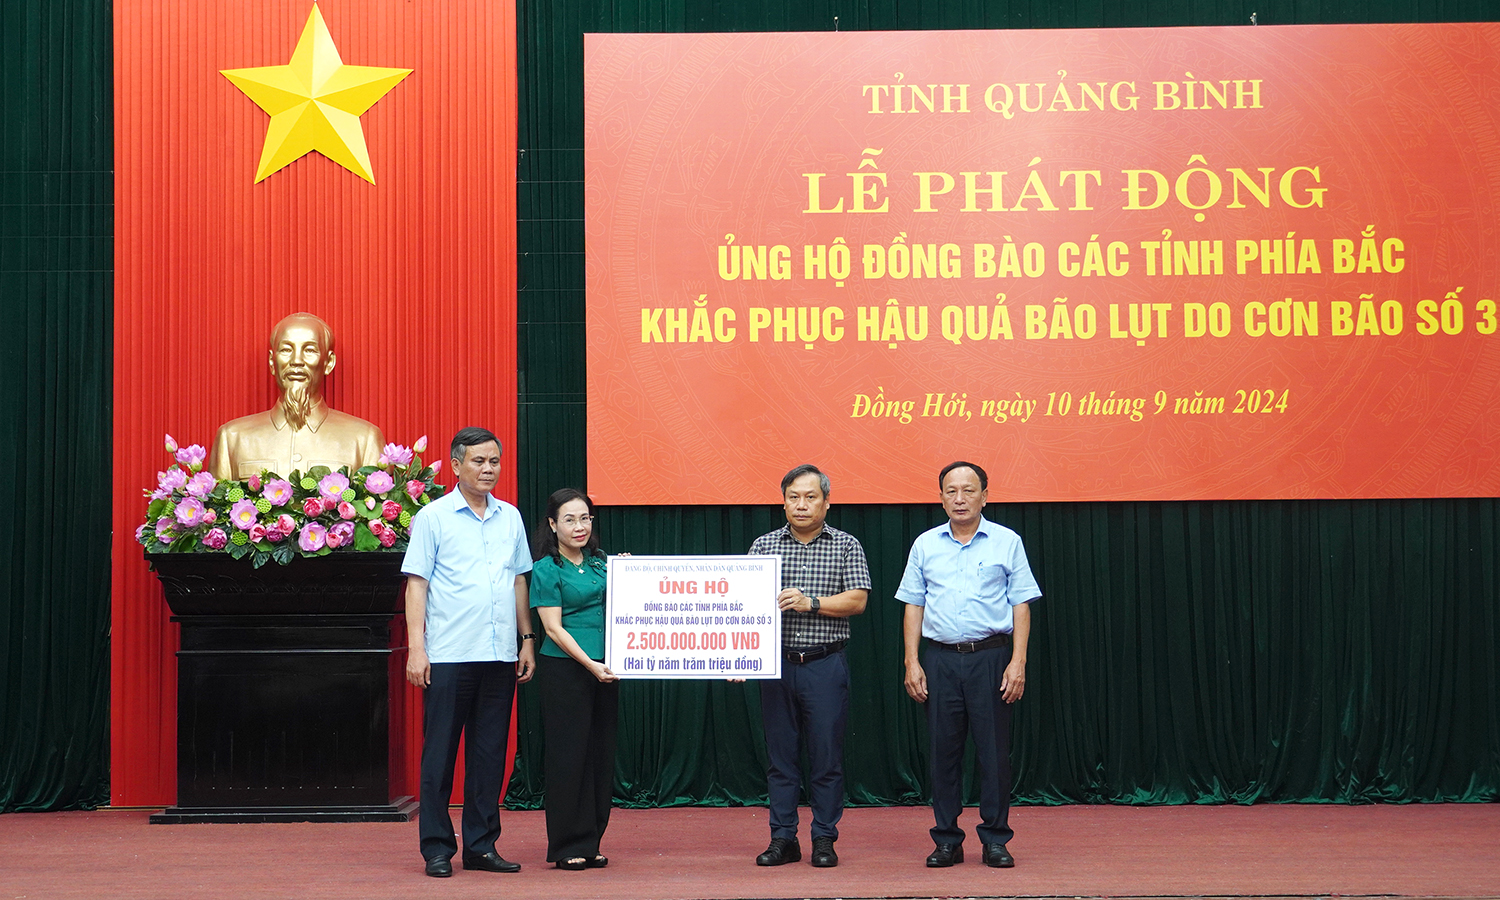 TỈNH QUẢNG BÌNH
LỄ PHÁT ĐỘNG
ỦNG HỘ ĐỒNG BÀO CÁC TỈNH PHÍA BẮC
KHẮC PHỤC HẬU QUẢ BÃO LỤT DO CƠN BÃO SỐ 3
Đồng Hới, ngày 10 tháng 9 năm 2024
ĐẢNG BỘ, CHÍNH QUYỀN, NHÂN DÂN QUẢNG BÌNH
ỦNG HỘ
ĐỒNG BÀO CÁC TỈNH PHÍA BẮC
KHẮC PHỤC HẬU QUẢ BÃO LỤT DO CƠN BÃO SỐ 3
2.500.000.000 VNĐ
(Hai tỷ năm trăm triệu đồng)